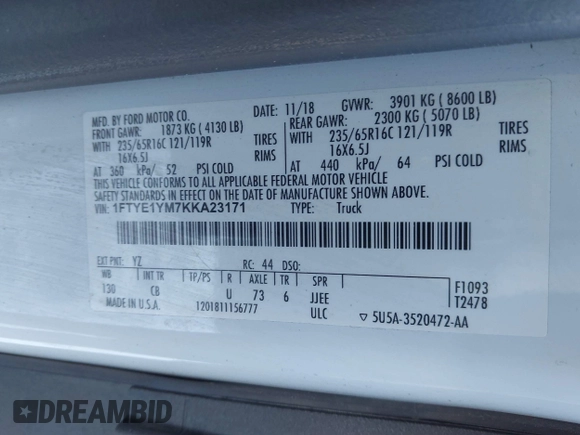 MFD. BY FORD MOTOR CO.
DATE: 11/18 GVWR: 3901 KG ( 8600 LB)
FRONT GAWR: 1873 KG ( 4130 LB) REAR GAWR: 2300 KG ( 5070 LB)
WITH 235/65R16C 121/119R TIRES WITH 235/65R16C 121/119R TIRES
16X6.5J RIMS 16X6.5J RIMS
AT 360 kPa/ 52 PSI COLD AT 440 kPa/ 64 PSI COLD
THIS VEHICLE CONFORMS TO ALL APPLICABLE FEDERAL MOTOR VEHICLE
SAFETY STANDARDS IN EFFECT ON THE DATE OF MANUFACTURE SHOWN ABOVE.
VIN: 1FTYE1YM7KKA23171 TYPE: Truck
EXT PNT: YZ RC: 44 DSO:
WB INT TR TP/PS R AXLE TR SPR F1093
130 CB U 73 6 JJEE T2478
MADE IN U.S.A. 1201811156777 ULC ▽ 5U5A-3520472-AA
DREAMBID